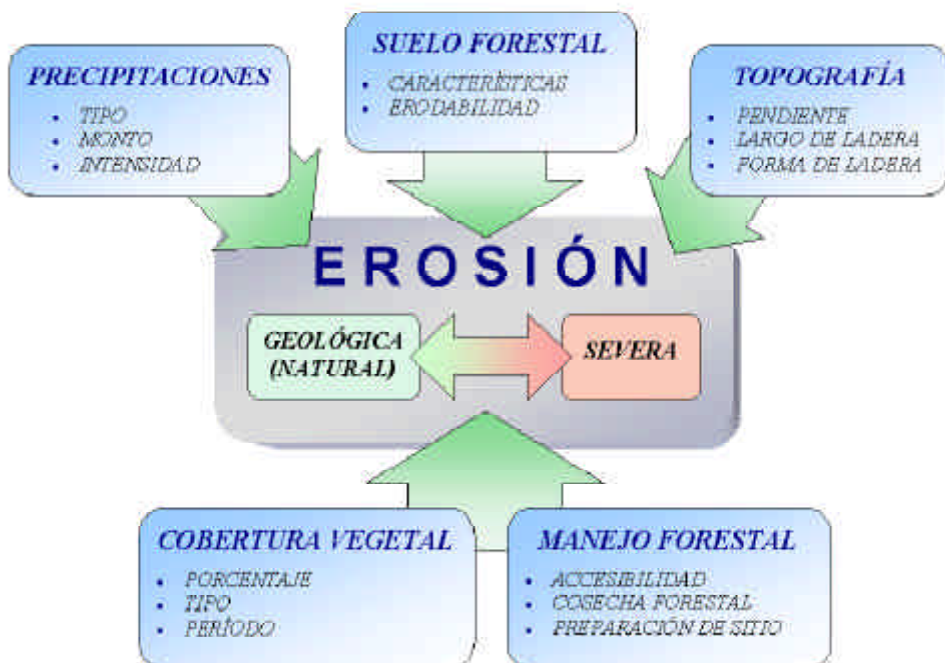 PRECIPITACIONES
• TIPO
• MONTO
• INTENSIDAD
SUELO FORESTAL
• CARACTERÍSTICAS
• ERODABILIDAD
TOPOGRAFÍA
• PENDIENTE
• LARGO DE LADERA
• FORMA DE LADERA
EROSIÓN
GEOLÓGICA
(NATURAL)
SEVERA
COBERTURA VEGETAL
• PORCENTAJE
• TIPO
• PERÍODO
MANEJO FORESTAL
• ACCESIBILIDAD
• COSECHA FORESTAL
• PREPARACIÓN DE SITIO